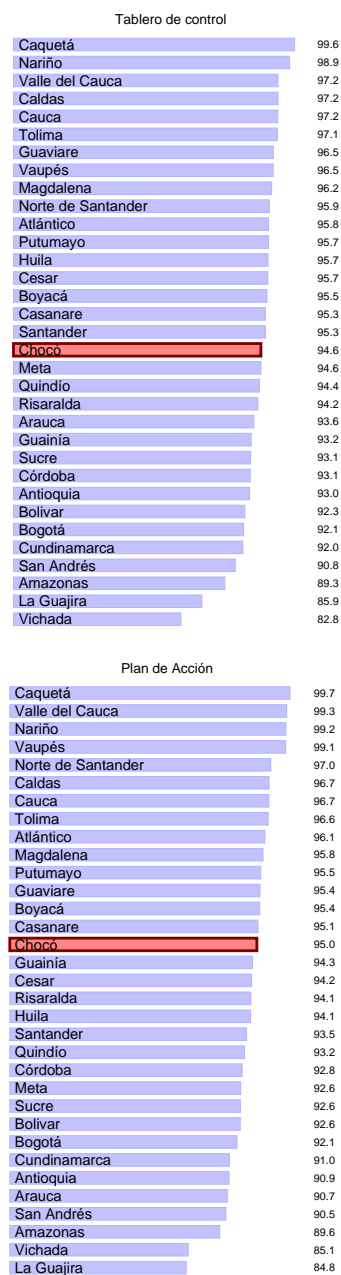 Tablero de control
Caquetá 99.6
Nariño 98.9
Valle del Cauca 97.2
Caldas 97.2
Cauca 97.2
Tolima 97.1
Guaviare 96.5
Vaupés 96.5
Magdalena 96.2
Norte de Santander 95.9
Atlántico 95.8
Putumayo 95.7
Huila 95.7
Cesar 95.7
Boyacá 95.5
Casanare 95.3
Santander 95.3
Chocó 94.6
Meta 94.6
Quindío 94.4
Risaralda 94.2
Arauca 93.6
Guainía 93.2
Sucre 93.1
Córdoba 93.1
Antioquia 93.0
Bolivar 92.3
Bogotá 92.1
Cundinamarca 92.0
San Andrés 90.8
Amazonas 89.3
La Guajira 85.9
Vichada 82.8
Plan de Acción
Caquetá 99.7
Valle del Cauca 99.3
Nariño 99.2
Vaupés 99.1
Norte de Santander 97.0
Caldas 96.7
Cauca 96.7
Tolima 96.6
Atlántico 96.1
Magdalena 95.8
Putumayo 95.5
Guaviare 95.4
Boyacá 95.4
Casanare 95.1
Chocó 95.0
Guainía 94.3
Cesar 94.2
Risaralda 94.1
Huila 94.1
Santander 93.5
Quindío 93.2
Córdoba 92.8
Meta 92.6
Sucre 92.6
Bolivar 92.6
Bogotá 92.1
Cundinamarca 91.0
Antioquia 90.9
Arauca 90.7
San Andrés 90.5
Amazonas 89.6
Vichada 85.1
La Guajira 84.8